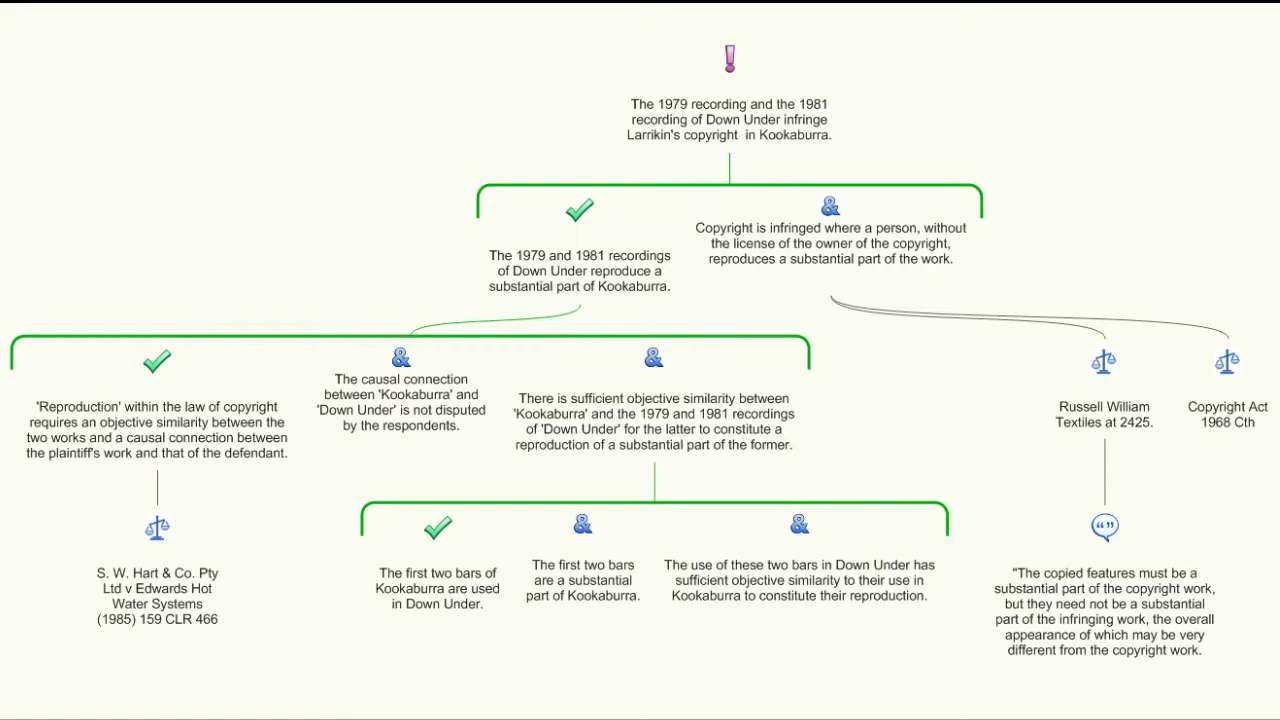 The 1979 recording and the 1981
recording of Down Under infringe
Larrikin's copyright in Kookaburra.
&
The 1979 and 1981 recordings
of Down Under reproduce a
substantial part of Kookaburra.
Copyright is infringed where a person, without
the license of the owner of the copyright,
reproduces a substantial part of the work.
&
&
'Reproduction' within the law of copyright
requires an objective similarity between the
two works and a causal connection between
the plaintiff's work and that of the defendant.
The causal connection
between 'Kookaburra' and
'Down Under' is not disputed
by the respondents.
There is sufficient objective similarity between
'Kookaburra' and the 1979 and 1981 recordings
of 'Down Under' for the latter to constitute a
reproduction of a substantial part of the former.
Russell William
Textiles at 2425.
Copyright Act
1968 Cth
&
&
S. W. Hart & Co. Pty
Ltd v Edwards Hot
Water Systems
(1985) 159 CLR 466
The first two bars of
Kookaburra are used
in Down Under.
The first two bars
are a substantial
part of Kookaburra.
The use of these two bars in Down Under has
sufficient objective similarity to their use in
Kookaburra to constitute their reproduction.
"The copied features must be a
substantial part of the copyright work,
but they need not be a substantial
part of the infringing work, the overall
appearance of which may be very
different from the copyright work.